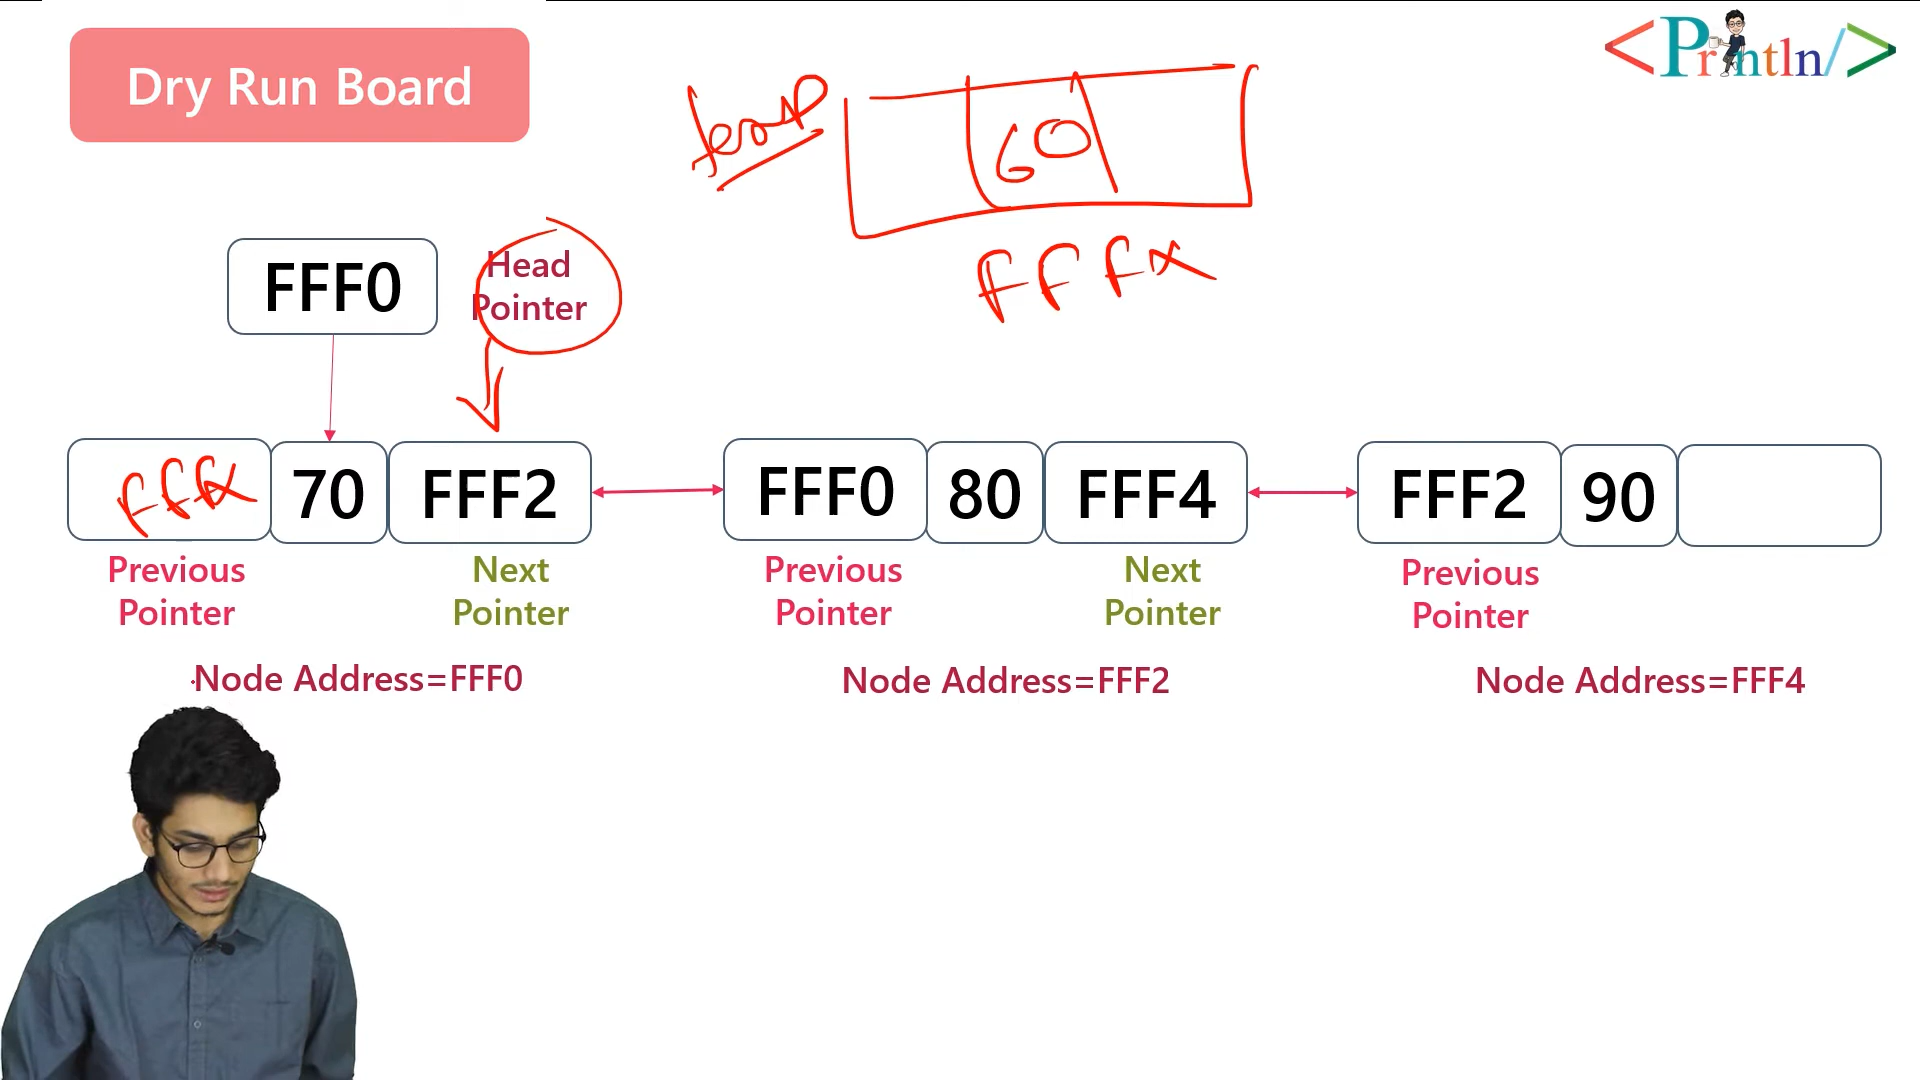 Dry Run Board
<Println/>
temp
60
FFFX
FFF0
Head
Pointer
FFX 70 FFF2
FFF0 80 FFF4
FFF2 90
Previous
Pointer
Next
Pointer
Previous
Pointer
Next
Pointer
Previous
Pointer
Node Address=FFF0
Node Address=FFF2
Node Address=FFF4